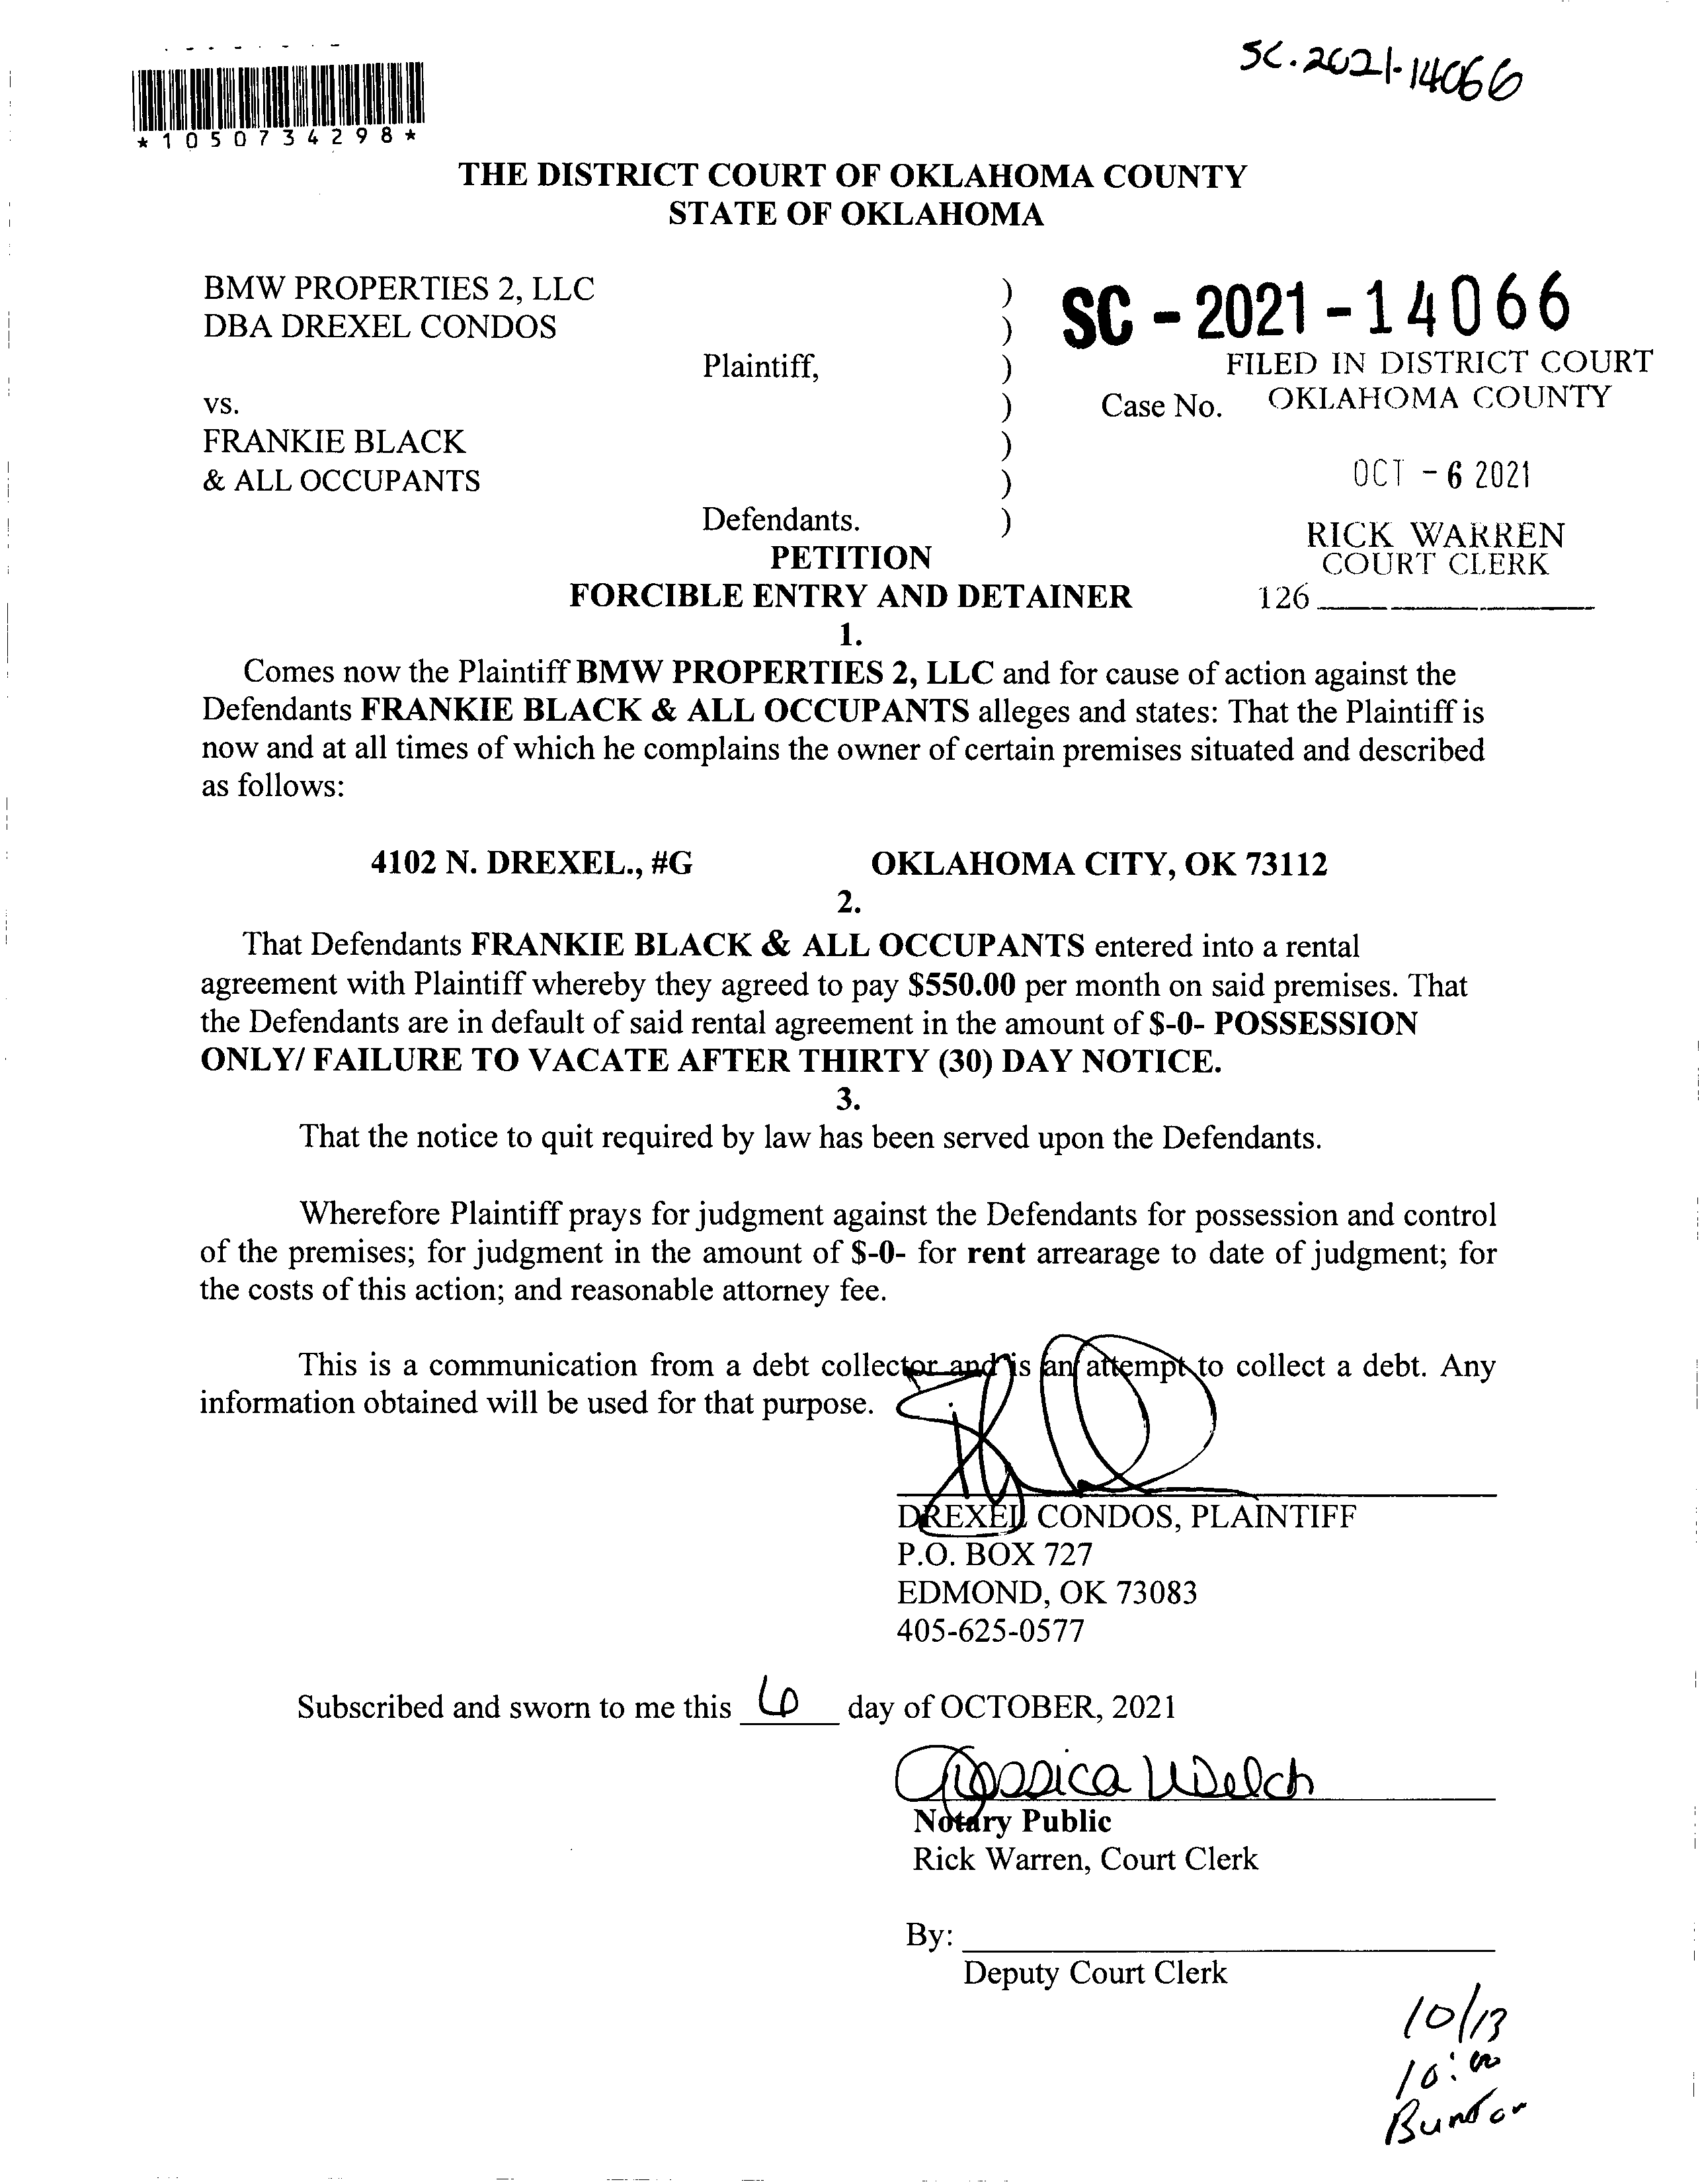 SC.2021-14066
*1050734298*
THE DISTRICT COURT OF OKLAHOMA COUNTY
STATE OF OKLAHOMA
BMW PROPERTIES 2, LLC )
DBA DREXEL CONDOS )
Plaintiff, )
SC - 2021 - 14066
FILED IN DISTRICT COURT
OKLAHOMA COUNTY
vs. ) Case No.
FRANKIE BLACK )
& ALL OCCUPANTS )
OCT - 6 2021
Defendants. )
RICK WARREN
COURT CLERK
126
PETITION
FORCIBLE ENTRY AND DETAINER
1.
Comes now the Plaintiff BMW PROPERTIES 2, LLC and for cause of action against the
Defendants FRANKIE BLACK & ALL OCCUPANTS alleges and states: That the Plaintiff is
now and at all times of which he complains the owner of certain premises situated and described
as follows:
4102 N. DREXEL., #G OKLAHOMA CITY, OK 73112
2.
That Defendants FRANKIE BLACK & ALL OCCUPANTS entered into a rental
agreement with Plaintiff whereby they agreed to pay $550.00 per month on said premises. That
the Defendants are in default of said rental agreement in the amount of $-0- POSSESSION
ONLY/ FAILURE TO VACATE AFTER THIRTY (30) DAY NOTICE.
3.
That the notice to quit required by law has been served upon the Defendants.
Wherefore Plaintiff prays for judgment against the Defendants for possession and control
of the premises; for judgment in the amount of $-0- for rent arrearage to date of judgment; for
the costs of this action; and reasonable attorney fee.
This is a communication from a debt collector and is an attempt to collect a debt. Any
information obtained will be used for that purpose.
DREXEL CONDOS, PLAINTIFF
P.O. BOX 727
EDMOND, OK 73083
405-625-0577
Subscribed and sworn to me this 6 day of OCTOBER, 2021
Jessica Welch
Notary Public
Rick Warren, Court Clerk
By:
Deputy Court Clerk
10/13
10:00